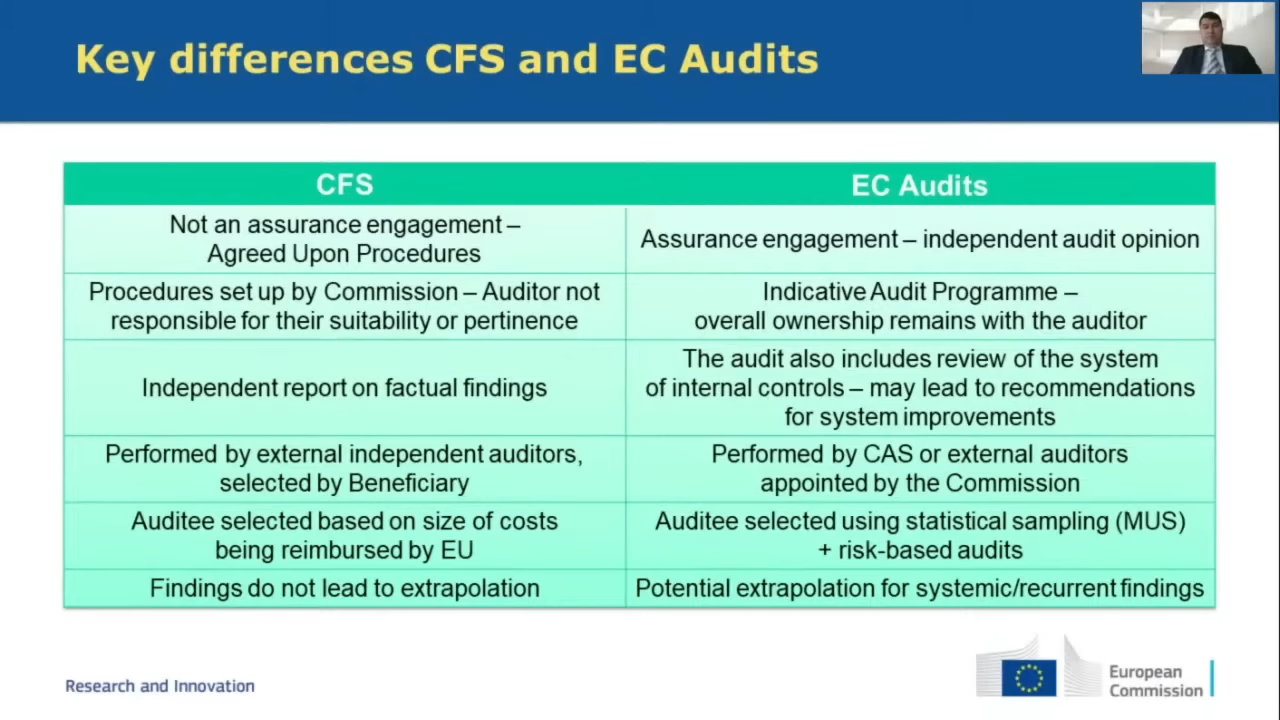 Key differences CFS and EC Audits
CFS
EC Audits
Not an assurance engagement –
Agreed Upon Procedures
Assurance engagement – independent audit opinion
Procedures set up by Commission – Auditor not
responsible for their suitability or pertinence
Indicative Audit Programme –
overall ownership remains with the auditor
Independent report on factual findings
The audit also includes review of the system
of internal controls – may lead to recommendations
for system improvements
Performed by external independent auditors,
selected by Beneficiary
Performed by CAS or external auditors
appointed by the Commission
Auditee selected based on size of costs
being reimbursed by EU
Auditee selected using statistical sampling (MUS)
+ risk-based audits
Findings do not lead to extrapolation
Potential extrapolation for systemic/recurrent findings
Research and Innovation
European
Commission